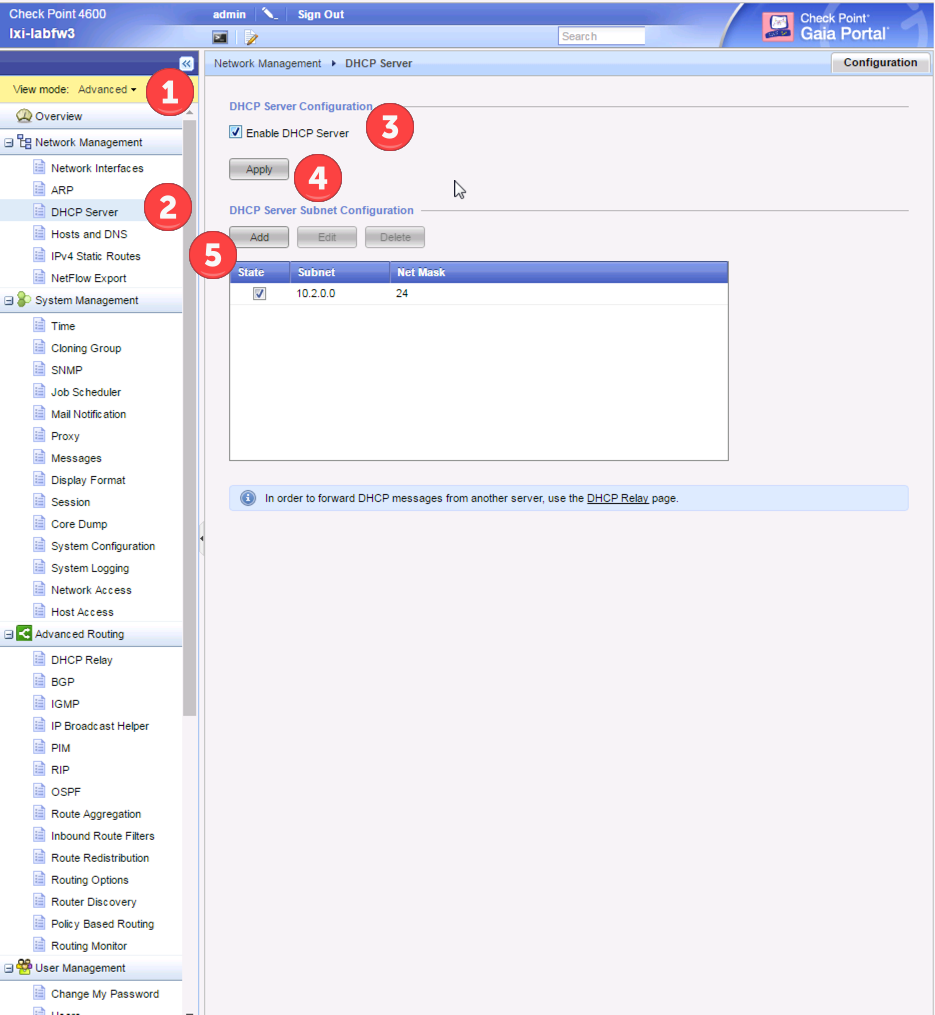 Check Point 4600
admin Sign Out
lxi-labfw3
Search
Check Point
Gaia Portal
Network Management DHCP Server
Configuration
View mode: Advanced
1
Overview
Network Management
Network Interfaces
ARP
DHCP Server
2
Hosts and DNS
IPv4 Static Routes
NetFlow Export
System Management
Time
Cloning Group
SNMP
Job Scheduler
Mail Notification
Proxy
Messages
Display Format
Session
Core Dump
System Configuration
System Logging
Network Access
Host Access
Advanced Routing
DHCP Relay
BGP
IGMP
IP Broadcast Helper
PIM
RIP
OSPF
Route Aggregation
Inbound Route Filters
Route Redistribution
Routing Options
Router Discovery
Policy Based Routing
Routing Monitor
User Management
Change My Password
DHCP Server Configuration
Enable DHCP Server
3
Apply
4
DHCP Server Subnet Configuration
Add Edit Delete
5
State Subnet Net Mask
10.2.0.0 24
In order to forward DHCP messages from another server, use the DHCP Relay page.